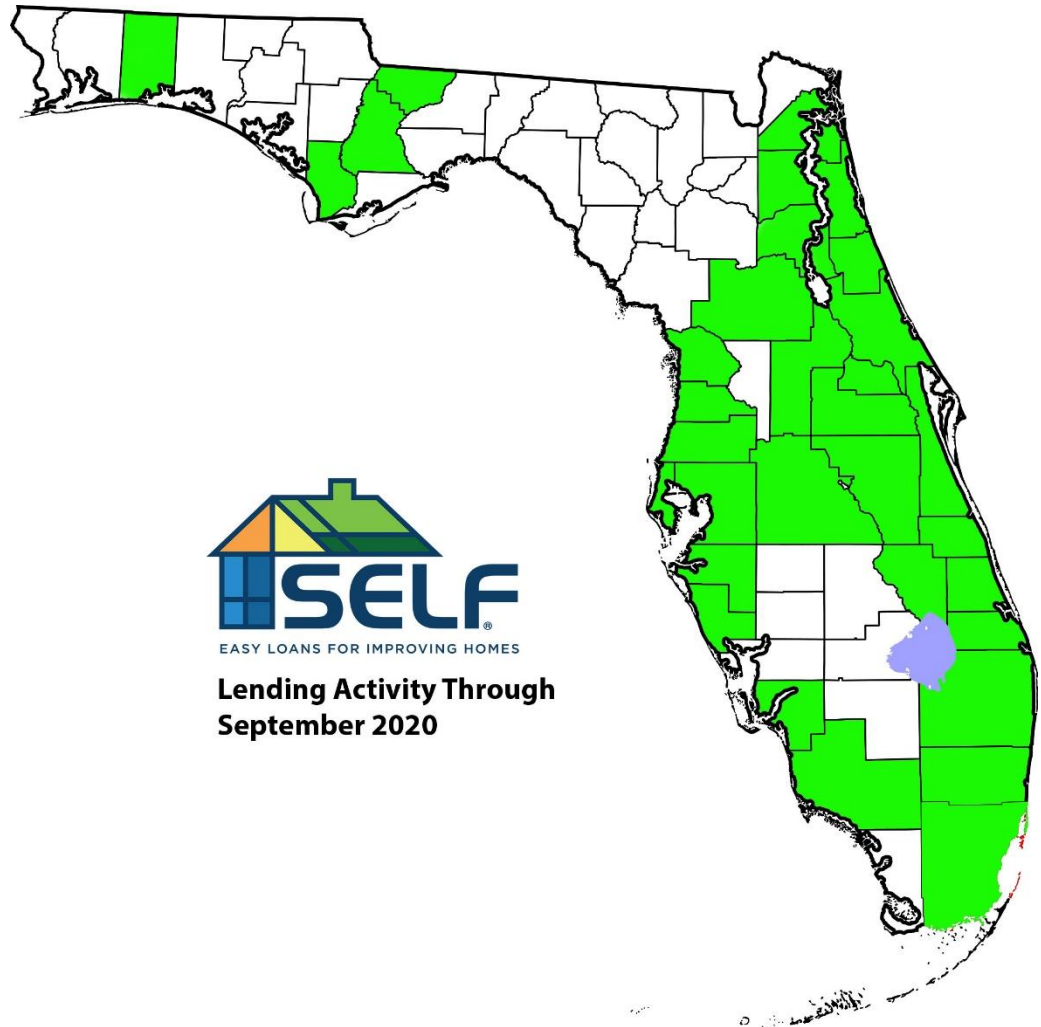 SELF®
EASY LOANS FOR IMPROVING HOMES
Lending Activity Through
September 2020